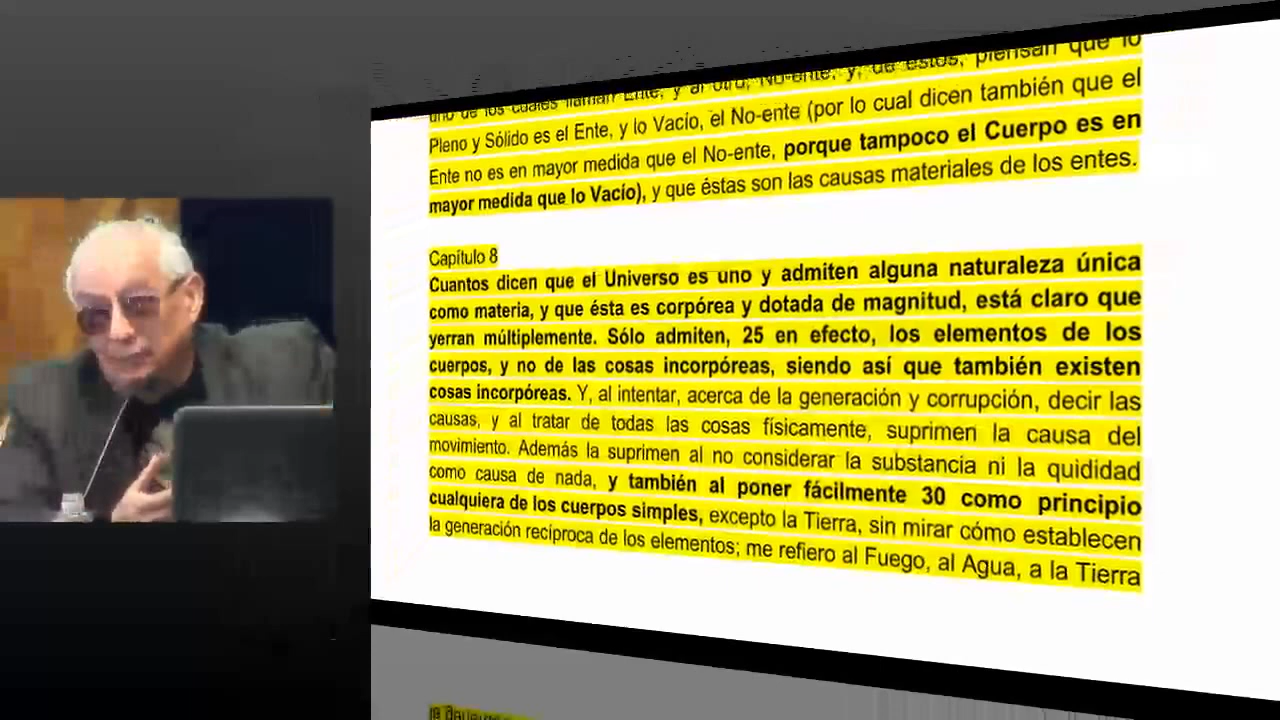 uno de los cuales llaman Ente, y al otro, No-ente, y, de éstos, piensan que lo
Pleno y Sólido es el Ente, y lo Vacío, el No-ente (por lo cual dicen también que el
Ente no es en mayor medida que el No-ente, porque tampoco el Cuerpo es en
mayor medida que lo Vacío), y que éstas son las causas materiales de los entes.
Capítulo 8
Cuantos dicen que el Universo es uno y admiten alguna naturaleza única
como materia, y que ésta es corpórea y dotada de magnitud, está claro que
yerran múltiplemente. Sólo admiten, 25 en efecto, los elementos de los
cuerpos, y no de las cosas incorpóreas, siendo así que también existen
cosas incorpóreas. Y, al intentar, acerca de la generación y corrupción, decir las
causas, y al tratar de todas las cosas físicamente, suprimen la causa del
movimiento. Además la suprimen al no considerar la substancia ni la quididad
como causa de nada, y también al poner fácilmente 30 como principio
cualquiera de los cuerpos simples, excepto la Tierra, sin mirar cómo establecen
la generación recíproca de los elementos; me refiero al Fuego, al Agua, a la Tierra